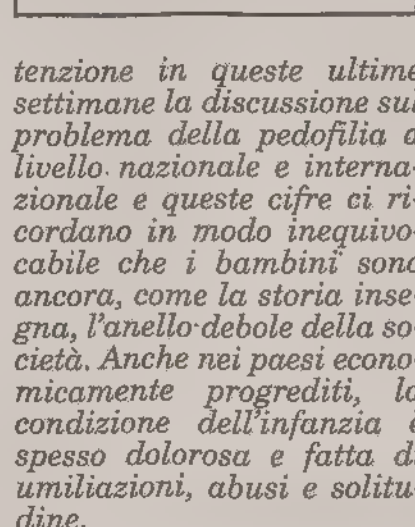 tenzione in queste ultime
settimane la discussione sul
problema della pedofilia a
livello nazionale e interna-
zionale e queste cifre ci ri-
cordano in modo inequivo-
cabile che i bambini sono
ancora, come la storia inse-
gna, l'anello debole della so-
cietà. Anche nei paesi econo-
micamente progrediti, la
condizione dell'infanzia è
spesso dolorosa e fatta di
umiliazioni, abusi e solitu-
dine.